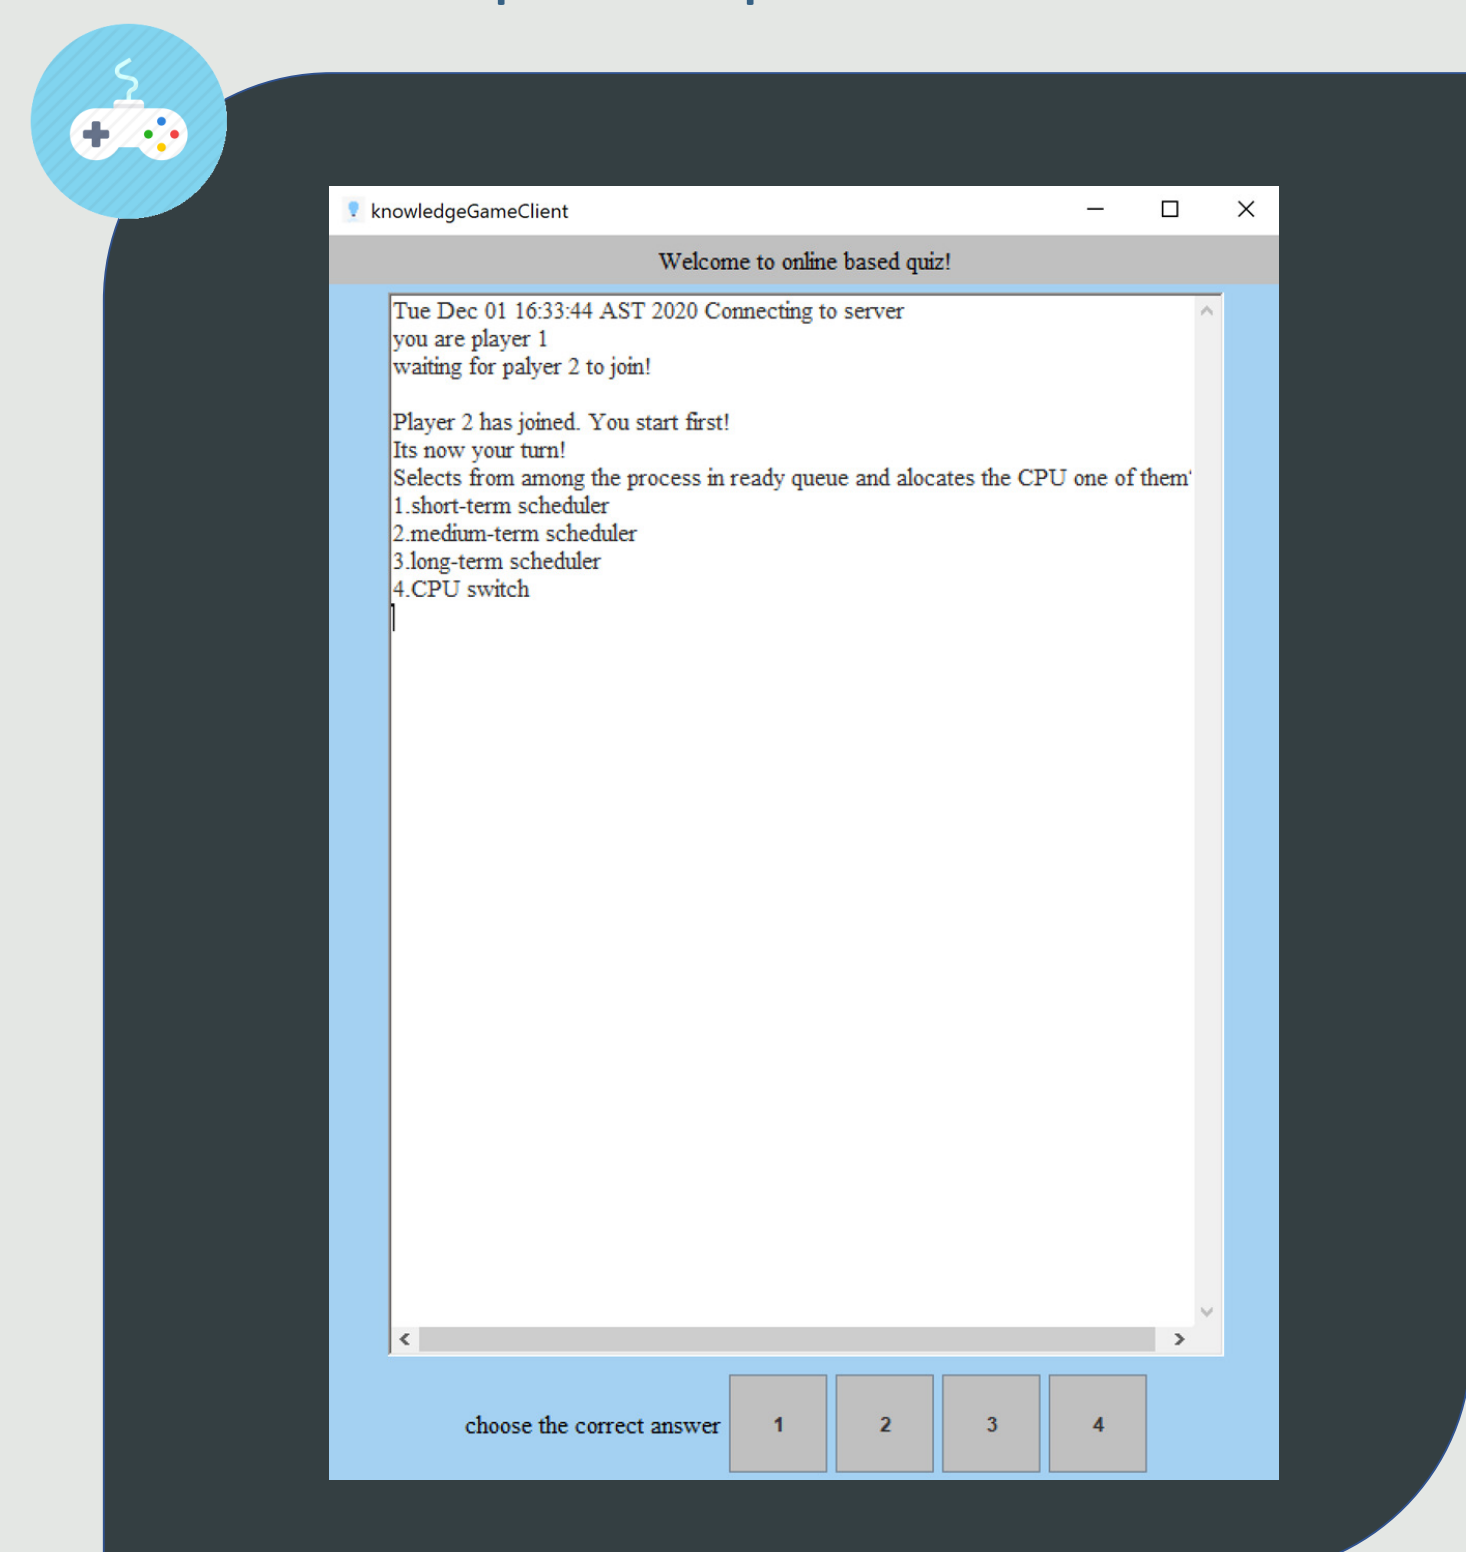 knowledgeGameClient
Welcome to online based quiz!
Tue Dec 01 16:33:44 AST 2020 Connecting to server
you are player 1
waiting for palyer 2 to join!
Player 2 has joined. You start first!
Its now your turn!
Selects from among the process in ready queue and alocates the CPU one of them
1.short-term scheduler
2.medium-term scheduler
3.long-term scheduler
4.CPU switch
choose the correct answer 1 2 3 4